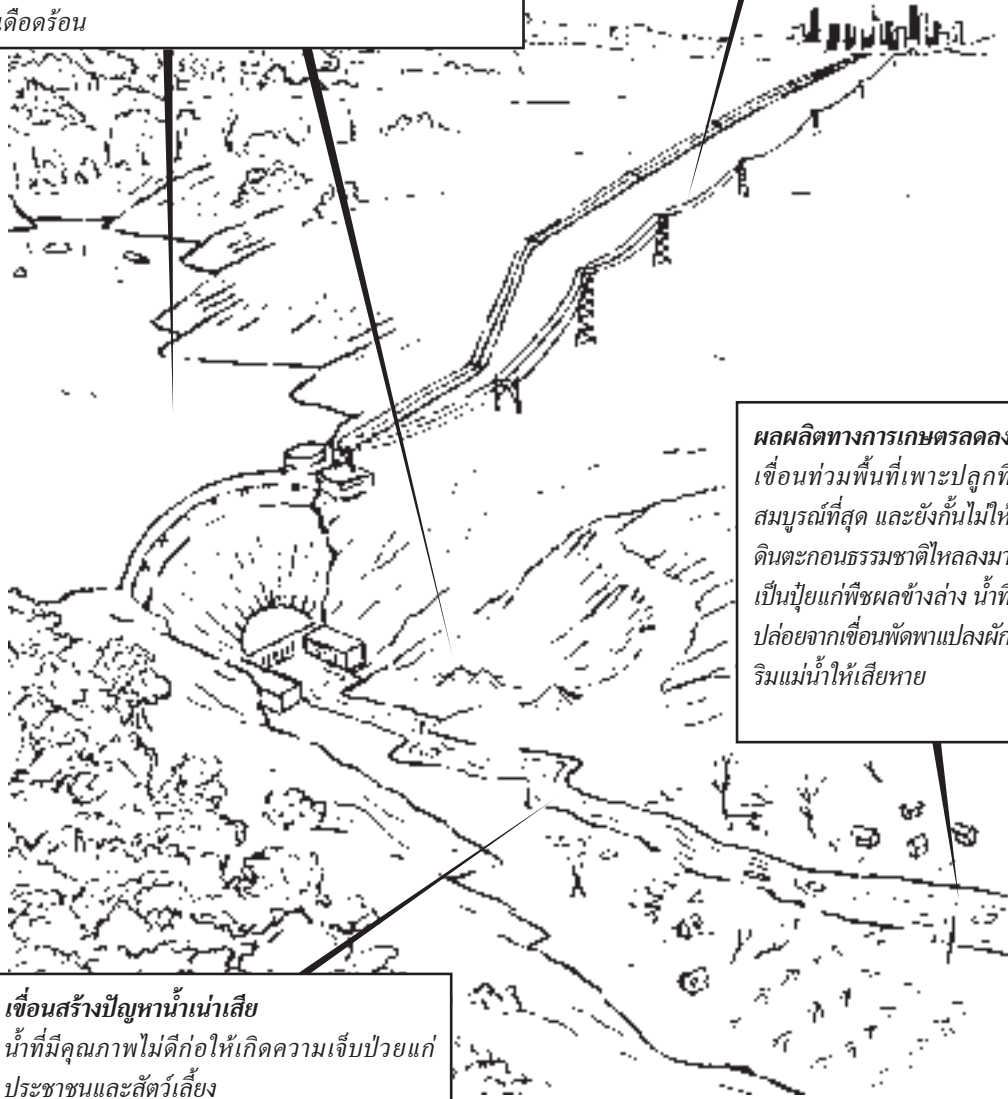 เดือดร้อน
ผลผลิตทางการเกษตรลดลง
เขื่อนท่วมพื้นที่เพาะปลูกที่
สมบูรณ์ที่สุด และยังกั้นไม่ให้
ดินตะกอนธรรมชาติไหลลงมา
เป็นปุ๋ยแก่พืชผลข้างล่าง น้ำที่
ปล่อยจากเขื่อนพัดพาแปลงผัก
ริมแม่น้ำให้เสียหาย
เขื่อนสร้างปัญหาน้ำเน่าเสีย
น้ำที่มีคุณภาพไม่ดีก่อให้เกิดความเจ็บป่วยแก่
ประชาชนและสัตว์เลี้ยง